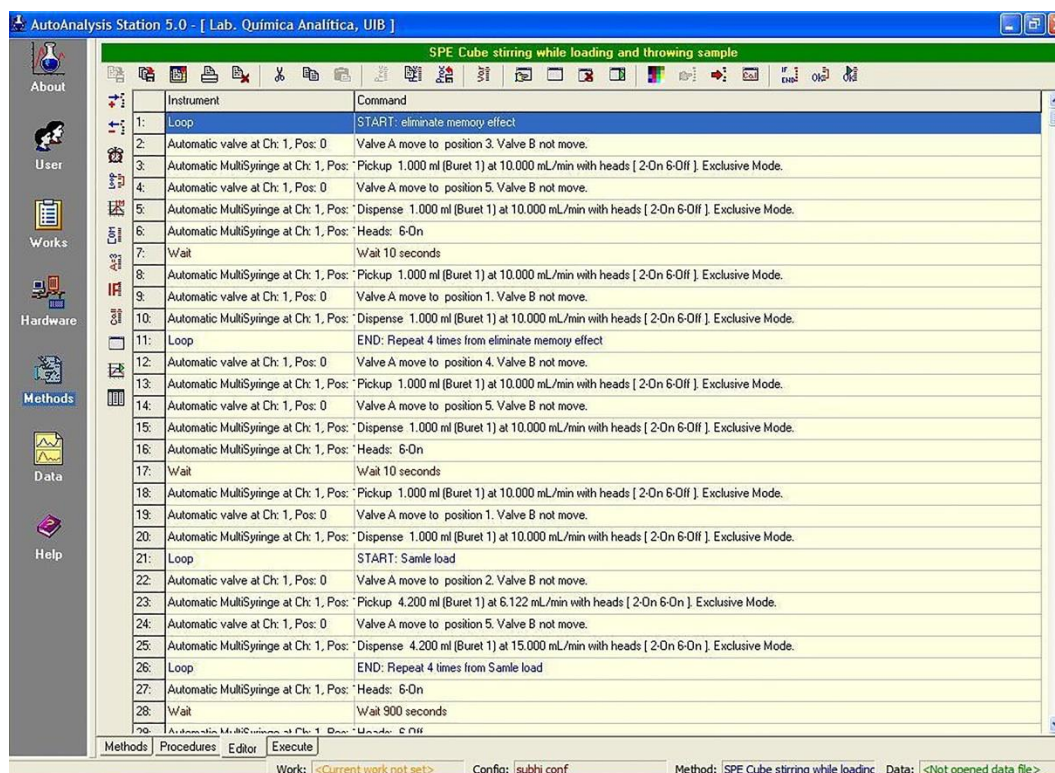 AutoAnalysis Station 5.0 - [ Lab. Química Analítica, UIB ]
SPE Cube stirring while loading and throwing sample
About
User
Works
Hardware
Methods
Data
Help
Instrument Command
1: Loop START: eliminate memory effect
2: Automatic valve at Ch: 1, Pos: 0 Valve A move to position 3. Valve B not move.
3: Automatic MultiSyringe at Ch: 1, Pos: Pickup 1.000 ml (Buret 1) at 10.000 mL/min with heads [ 2-On 6-Off ]. Exclusive Mode.
4: Automatic valve at Ch: 1, Pos: 0 Valve A move to position 5. Valve B not move.
5: Automatic MultiSyringe at Ch: 1, Pos: Dispense 1.000 ml (Buret 1) at 10.000 mL/min with heads [ 2-On 6-Off ]. Exclusive Mode.
6: Automatic MultiSyringe at Ch: 1, Pos: Heads: 6-On
7: Wait Wait 10 seconds
8: Automatic MultiSyringe at Ch: 1, Pos: Pickup 1.000 ml (Buret 1) at 10.000 mL/min with heads [ 2-On 6-Off ]. Exclusive Mode.
9: Automatic valve at Ch: 1, Pos: 0 Valve A move to position 1. Valve B not move.
10: Automatic MultiSyringe at Ch: 1, Pos: Dispense 1.000 ml (Buret 1) at 10.000 mL/min with heads [ 2-On 6-Off ]. Exclusive Mode.
11: Loop END: Repeat 4 times from eliminate memory effect
12: Automatic valve at Ch: 1, Pos: 0 Valve A move to position 4. Valve B not move.
13: Automatic MultiSyringe at Ch: 1, Pos: Pickup 1.000 ml (Buret 1) at 10.000 mL/min with heads [ 2-On 6-Off ]. Exclusive Mode.
14: Automatic valve at Ch: 1, Pos: 0 Valve A move to position 5. Valve B not move.
15: Automatic MultiSyringe at Ch: 1, Pos: Dispense 1.000 ml (Buret 1) at 10.000 mL/min with heads [ 2-On 6-Off ]. Exclusive Mode.
16: Automatic MultiSyringe at Ch: 1, Pos: Heads: 6-On
17: Wait Wait 10 seconds
18: Automatic MultiSyringe at Ch: 1, Pos: Pickup 1.000 ml (Buret 1) at 10.000 mL/min with heads [ 2-On 6-Off ]. Exclusive Mode.
19: Automatic valve at Ch: 1, Pos: 0 Valve A move to position 1. Valve B not move.
20: Automatic MultiSyringe at Ch: 1, Pos: Dispense 1.000 ml (Buret 1) at 10.000 mL/min with heads [ 2-On 6-Off ]. Exclusive Mode.
21: Loop START: Samle load
22: Automatic valve at Ch: 1, Pos: 0 Valve A move to position 2. Valve B not move.
23: Automatic MultiSyringe at Ch: 1, Pos: Pickup 4.200 ml (Buret 1) at 6.122 mL/min with heads [ 2-On 6-On ]. Exclusive Mode.
24: Automatic valve at Ch: 1, Pos: 0 Valve A move to position 5. Valve B not move.
25: Automatic MultiSyringe at Ch: 1, Pos: Dispense 4.200 ml (Buret 1) at 15.000 mL/min with heads [ 2-On 6-On ]. Exclusive Mode.
26: Loop END: Repeat 4 times from Samle load
27: Automatic MultiSyringe at Ch: 1, Pos: Heads: 6-On
28: Wait Wait 900 seconds
29: Automatic MultiSyringe at Ch: 1, Pos: Heads: 6-Off
Methods Procedures Editor Execute
Work: <Current work not set> Config: subhi conf Method: SPE Cube stirring while loading Data: <Not opened data file>